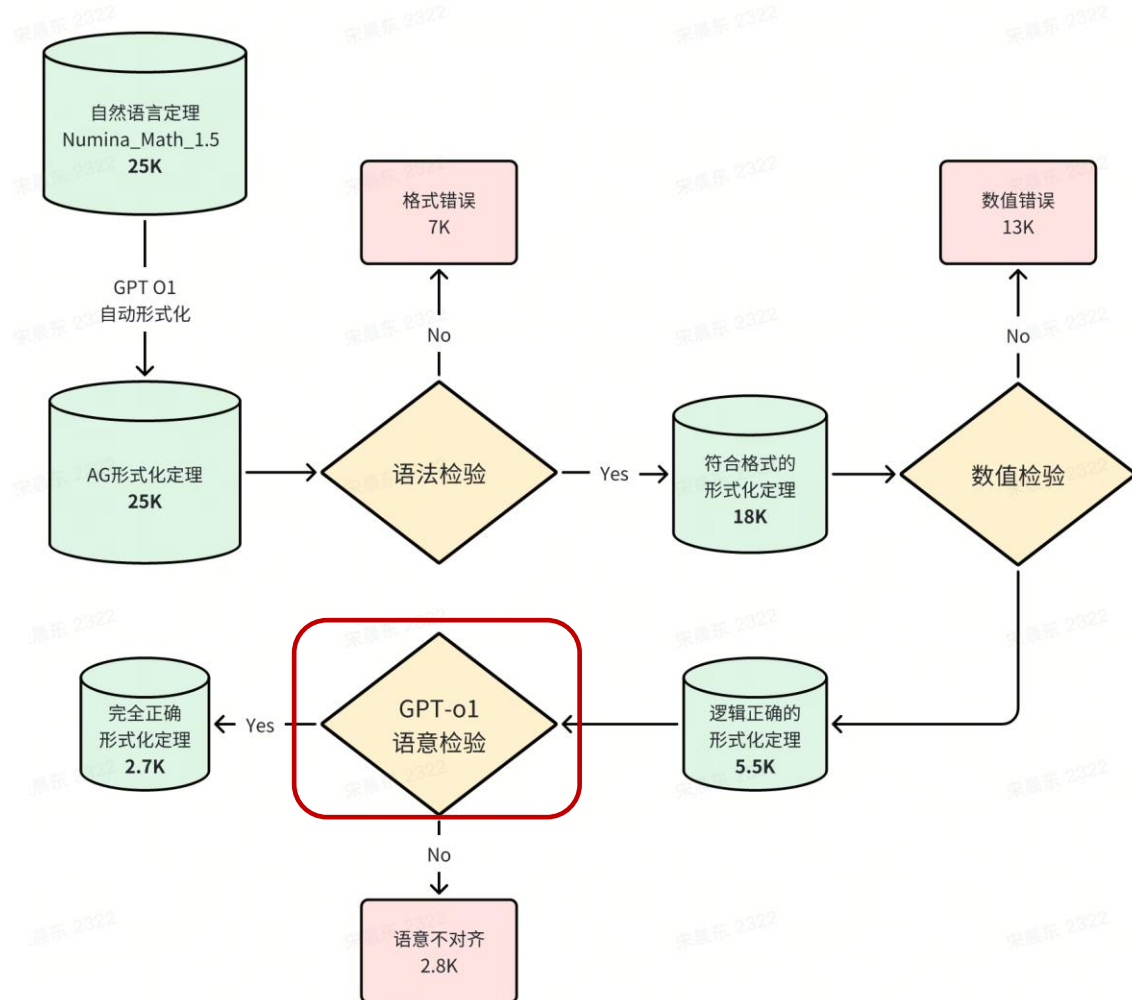 自然语言定理
Numina_Math_1.5
25K
GPT O1
自动形式化
AG形式化定理
25K
语法检验
No
格式错误
7K
Yes
符合格式的
形式化定理
18K
数值检验
No
数值错误
13K
逻辑正确的
形式化定理
5.5K
GPT-o1
语意检验
Yes
完全正确
形式化定理
2.7K
No
语意不对齐
2.8K
宋晨东 2322